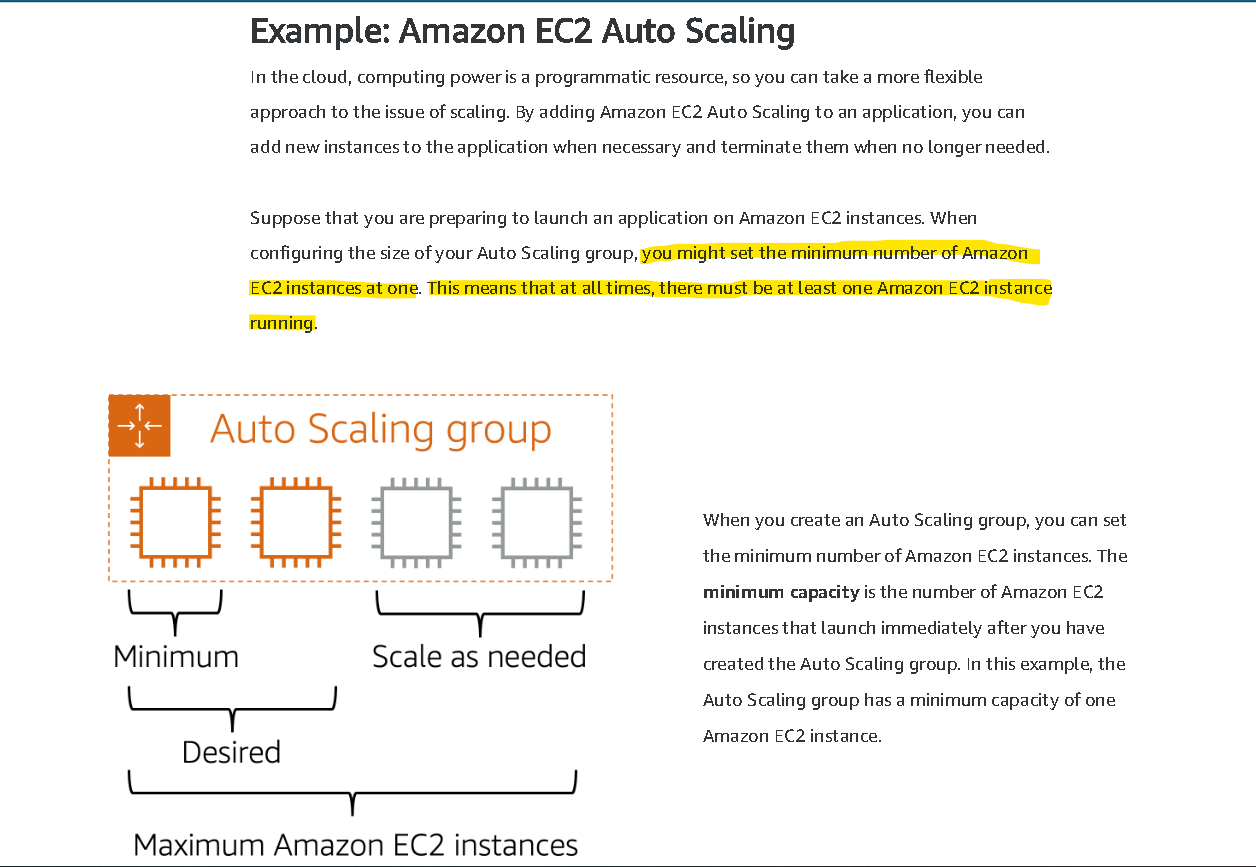 Example: Amazon EC2 Auto Scaling
In the cloud, computing power is a programmatic resource, so you can take a more flexible
approach to the issue of scaling. By adding Amazon EC2 Auto Scaling to an application, you can
add new instances to the application when necessary and terminate them when no longer needed.
Suppose that you are preparing to launch an application on Amazon EC2 instances. When
configuring the size of your Auto Scaling group, you might set the minimum number of Amazon
EC2 instances at one. This means that at all times, there must be at least one Amazon EC2 instance
running.
Auto Scaling group
Minimum
Scale as needed
Desired
Maximum Amazon EC2 instances
When you create an Auto Scaling group, you can set
the minimum number of Amazon EC2 instances. The
minimum capacity is the number of Amazon EC2
instances that launch immediately after you have
created the Auto Scaling group. In this example, the
Auto Scaling group has a minimum capacity of one
Amazon EC2 instance.